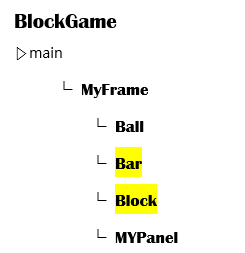 BlockGame
▷main
└ MyFrame
└ Ball
└ Bar
└ Block
└ MYPanel